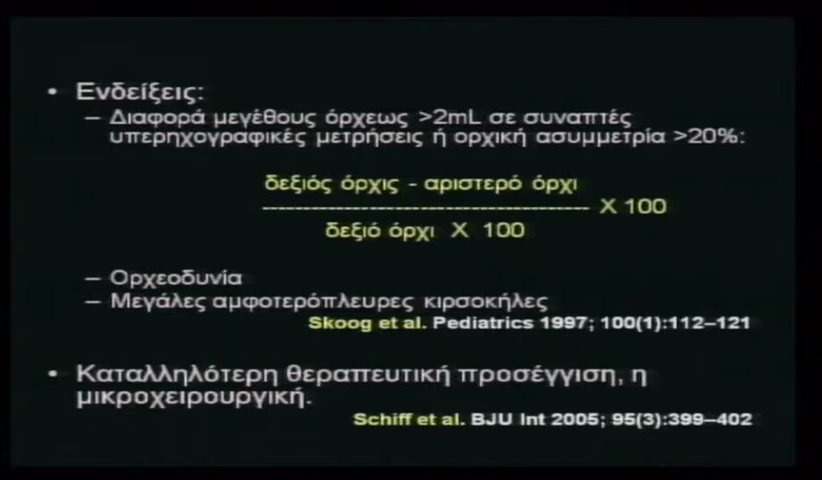 • Ενδείξεις:
– Διαφορά μεγέθους όρχεως >2mL σε συναπτές
υπερηχογραφικές μετρήσεις ή ορχική ασυμμετρία >20%:
δεξιός όρχις - αριστερό όρχι
---------------------------------------- X 100
δεξιό όρχι X 100
– Ορχεοδυνία
– Μεγάλες αμφοτερόπλευρες κιρσοκήλες
Skoog et al. Pediatrics 1997; 100(1):112–121
• Καταλληλότερη θεραπευτική προσέγγιση, η
μικροχειρουργική.
Schiff et al. BJU Int 2005; 95(3):399–402